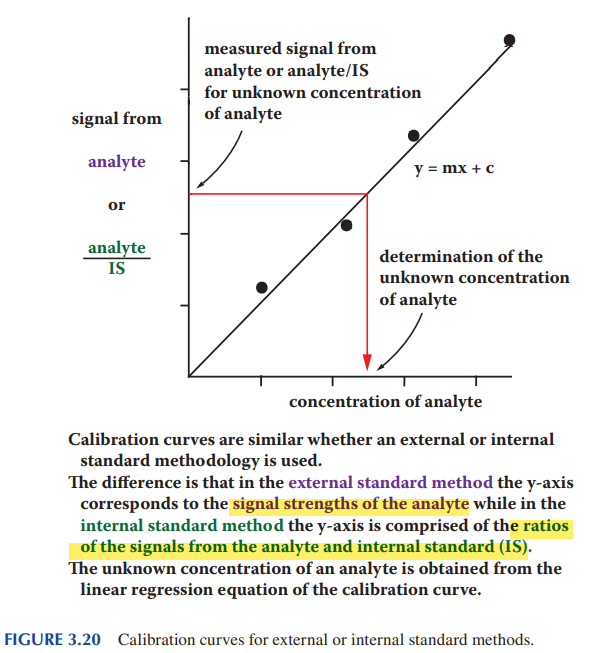 measured signal from
analyte or analyte/IS
for unknown concentration
of analyte
signal from
analyte
or
analyte
IS
y = mx + c
determination of the
unknown concentration
of analyte
concentration of analyte
Calibration curves are similar whether an external or internal
standard methodology is used.
The difference is that in the external standard method the y-axis
corresponds to the signal strengths of the analyte while in the
internal standard method the y-axis is comprised of the ratios
of the signals from the analyte and internal standard (IS).
The unknown concentration of an analyte is obtained from the
linear regression equation of the calibration curve.
FIGURE 3.20 Calibration curves for external or internal standard methods.